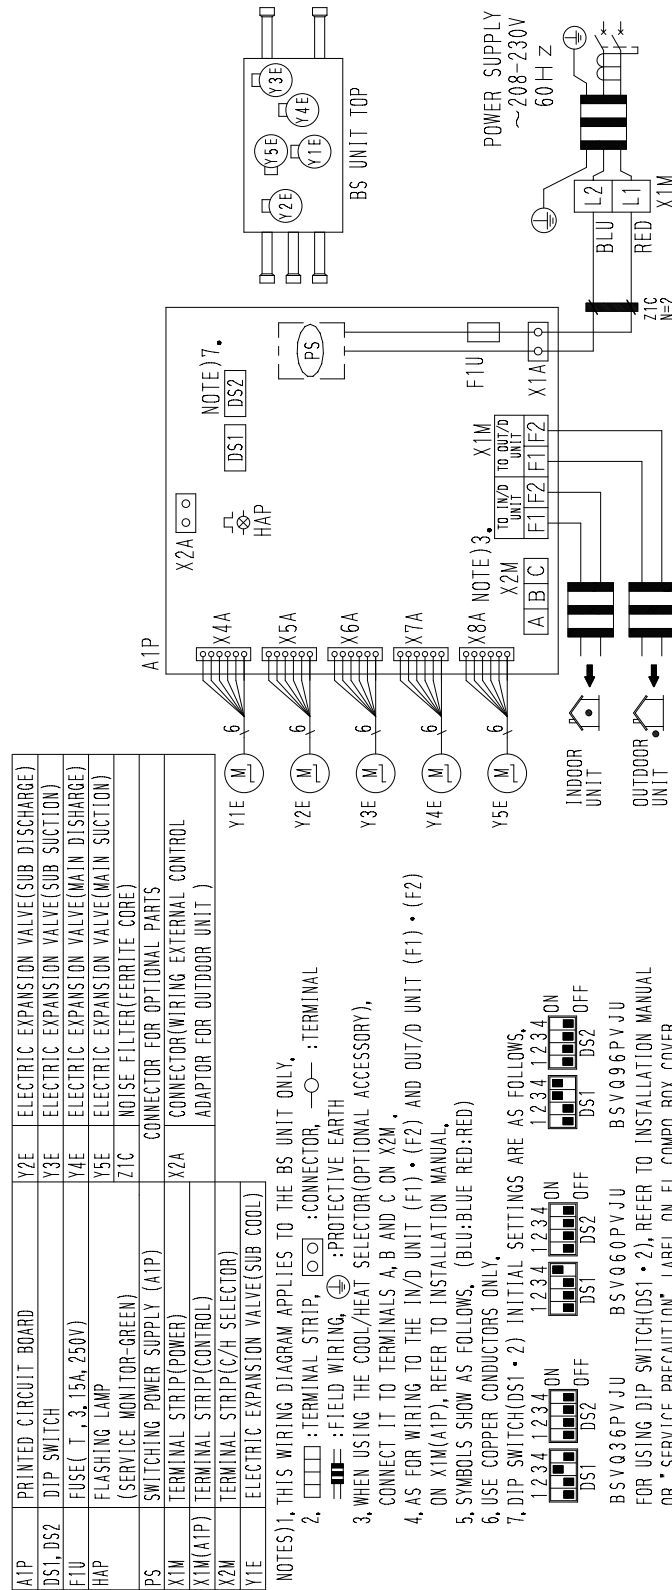 A1P PRINTED CIRCUIT BOARD
DS1, DS2 DIP SWITCH
F1U FUSE( T , 3, 15A, 250V)
HAP FLASHING LAMP
(SERVICE MONITOR-GREEN)
PS SWITCHING POWER SUPPLY (A1P)
X1M TERMINAL STRIP(POWER)
X1M(A1P) TERMINAL STRIP(CONTROL)
X2M TERMINAL STRIP(C/H SELECTOR)
Y1E ELECTRIC EXPANSION VALVE(SUB COOL)
Y2E ELECTRIC EXPANSION VALVE(SUB DISCHARGE)
Y3E ELECTRIC EXPANSION VALVE(SUB SUCTION)
Y4E ELECTRIC EXPANSION VALVE(MAIN DISHARGE)
Y5E ELECTRIC EXPANSION VALVE(MAIN SUCTION)
Z1C NOISE FILTER(FERRITE CORE)
CONNECTOR FOR OPTIONAL PARTS
X2A CONNECTOR(WIRING EXTERNAL CONTROL
ADAPTOR FOR OUTDOOR UNIT )
NOTES)1, THIS WIRING DIAGRAM APPLIES TO THE BS UNIT ONLY,
2, :TERMINAL STRIP, :CONNECTOR, :TERMINAL
:FIELD WIRING, :PROTECTIVE EARTH
3, WHEN USING THE COOL/HEAT SELECTOR(OPTIONAL ACCESSORY),
CONNECT IT TO TERMINALS A, B AND C ON X2M,
4, AS FOR WIRING TO THE IN/D UNIT (F1)・(F2) AND OUT/D UNIT (F1)・(F2)
ON X1M(A1P), REFER TO INSTALLATION MANUAL,
5, SYMBOLS SHOW AS FOLLOWS, (BLU:BLUE RED:RED)
6, USE COPPER CONDUCTORS ONLY,
7, DIP SWITCH(DS1・2) INITIAL SETTINGS ARE AS FOLLOWS,
1 2 3 4 1 2 3 4 ON
OFF
DS1 DS2
BSVQ36PVJU
1 2 3 4 1 2 3 4 ON
OFF
DS1 DS2
BSVQ60PVJU
1 2 3 4 1 2 3 4 ON
OFF
DS1 DS2
BSVQ96PVJU
FOR USING DIP SWITCH(DS1・2), REFER TO INSTALLATION MANUAL
OR "SERVICE PRECAUTION" LABEL ON EL, COMPO, BOX COVER,
A1P
X2A
HAP
NOTE)7,
DS1 DS2
PS
F1U
X1A
X4A
X5A
X6A
X7A
X8A
NOTE)3,
X2M
A B C
X1M
TO IN/D UNIT
TO OUT/D UNIT
F1 F2 F1 F2
Y1E M 6
Y2E M 6
Y3E M 6
Y4E M 6
Y5E M 6
INDOOR
UNIT
OUTDOOR
UNIT
Y2E
Y5E
Y1E
Y4E
Y3E
BS UNIT TOP
POWER SUPPLY
~208-230V
60HZ
L2
L1
X1M
BLU
RED
Z1C
N=2